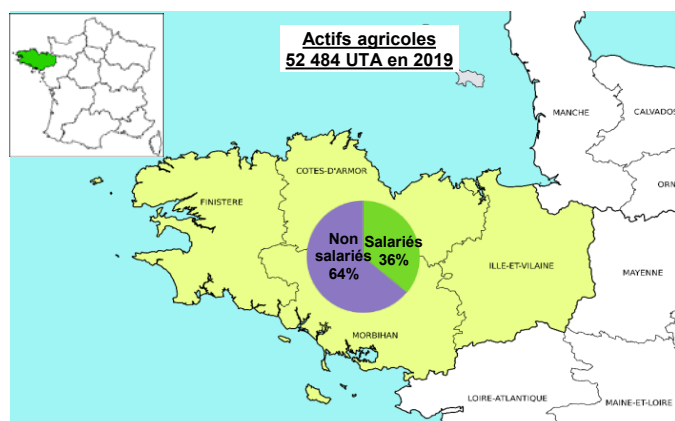 Actifs agricoles
52 484 UTA en 2019
MANCHE
CALVADOS
ORN
COTES-D'ARMOR
FINISTERE
Non
salariés
64%
Salariés
36%
ILLE-ET-VILAINE
MAYENNE
MORBIHAN
LOIRE-ATLANTIQUE
MAINE-ET-LOIRE